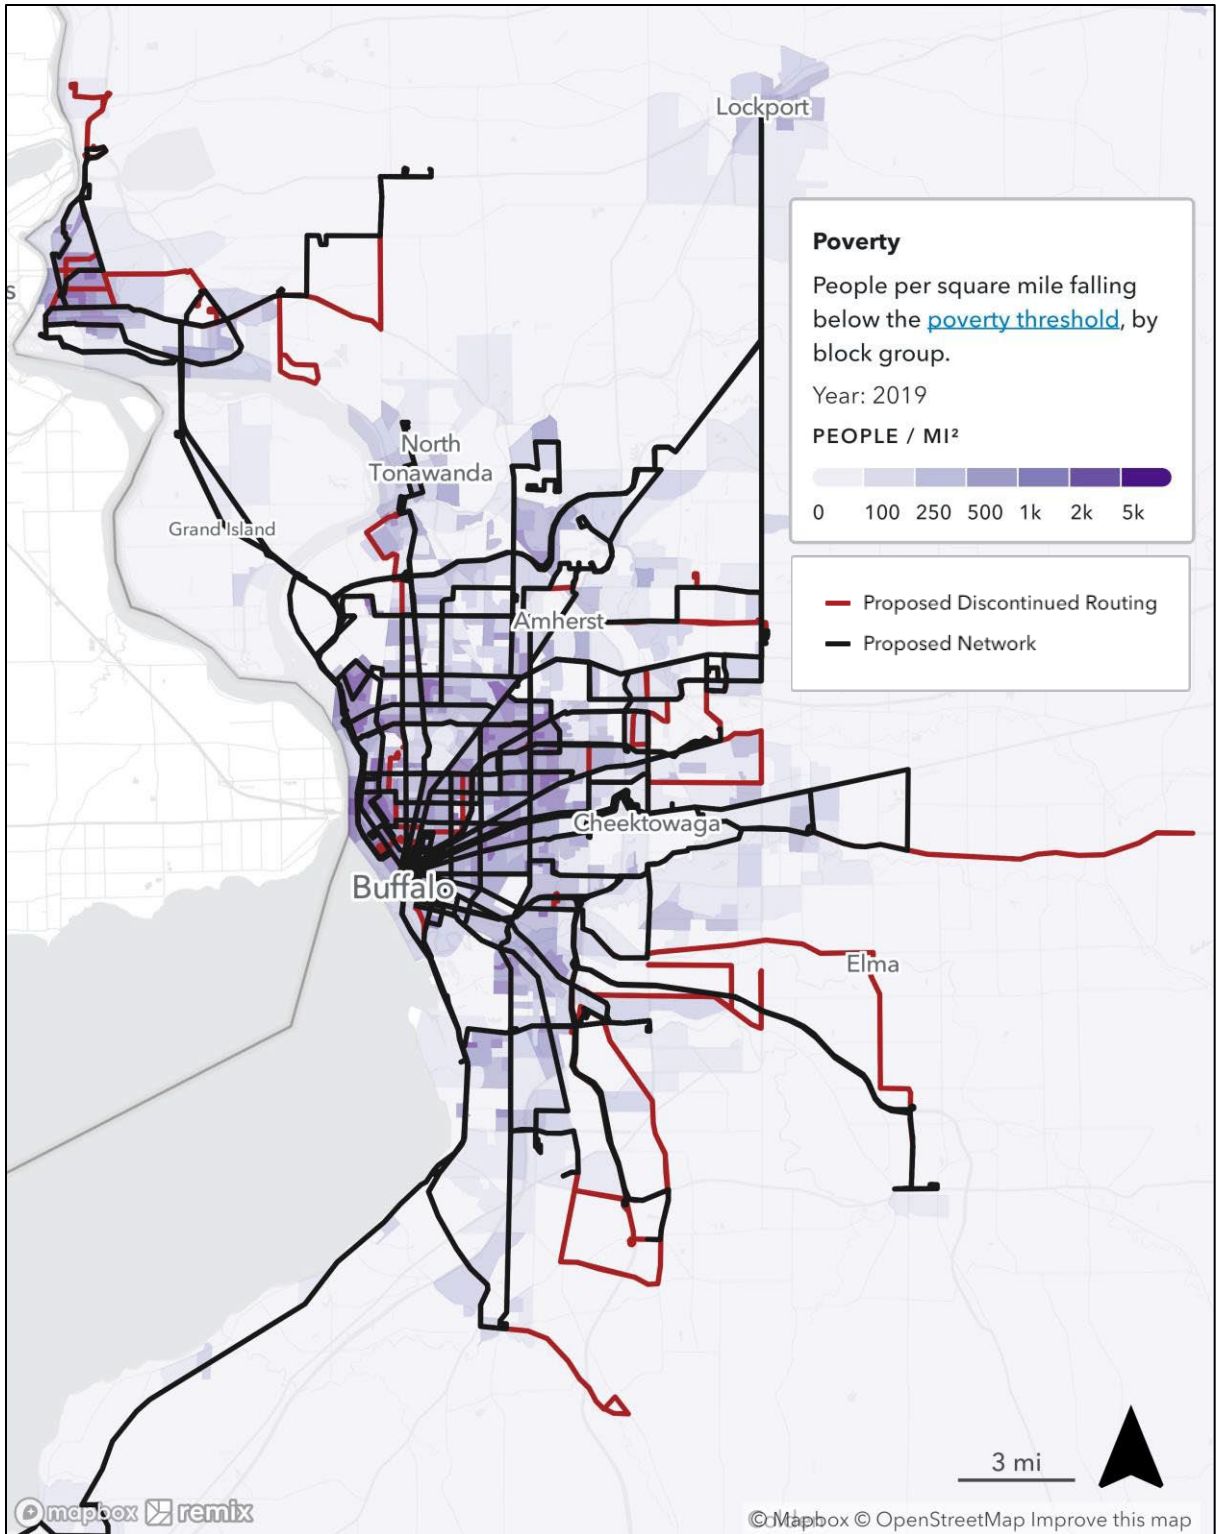 Lockport
Poverty
People per square mile falling
below the poverty threshold, by
block group.
Year: 2019
PEOPLE / MI²
0 100 250 500 1k 2k 5k
s
North
Tonawanda
Grand Island
Proposed Discontinued Routing
Proposed Network
Amherst
Cheektowaga
Buffalo
Elma
3 mi
mapbox remix
© Mapbox © OpenStreetMap Improve this map